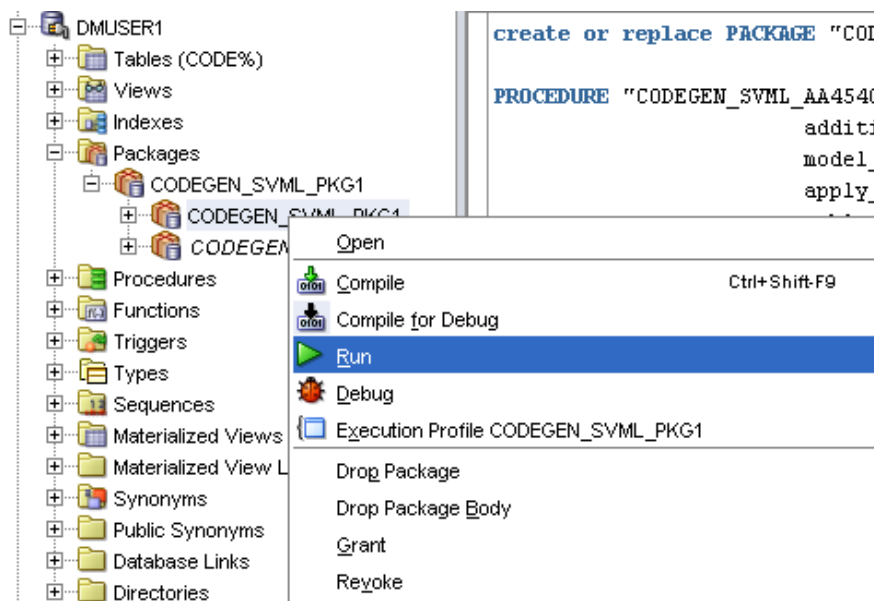 DMUSER1
Tables (CODE%)
Views
Indexes
Packages
CODEGEN_SVML_PKG1
CODEGEN_SVML_PKG1
CODEGEN
Procedures
Functions
Triggers
Types
Sequences
Materialized Views
Materialized View L
Synonyms
Public Synonyms
Database Links
Directories
create or replace PACKAGE "COD
PROCEDURE "CODEGEN_SVML_AA4540
additi
model_
apply_
Open
Compile Ctrl+Shift-F9
Compile for Debug
Run
Debug
Execution Profile CODEGEN_SVML_PKG1
Drop Package
Drop Package Body
Grant
Revoke